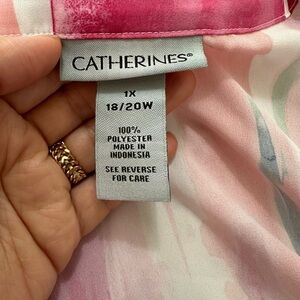 CATHERINES®
1X
18/20W
100%
POLYESTER
MADE IN
INDONESIA
SEE REVERSE
FOR CARE